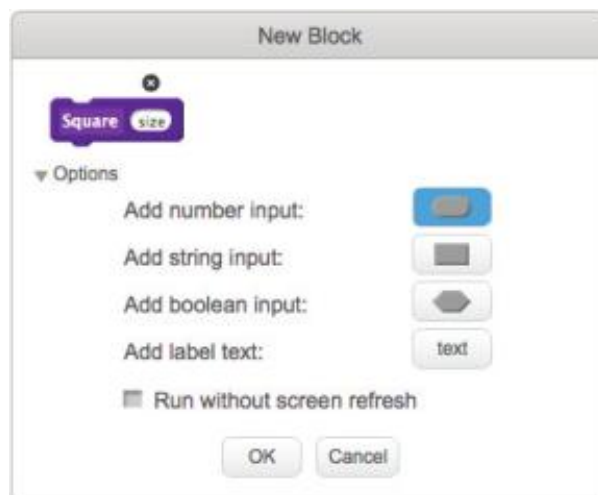 New Block
Square size
Options
Add number input:
Add string input:
Add boolean input:
Add label text: text
Run without screen refresh
OK Cancel